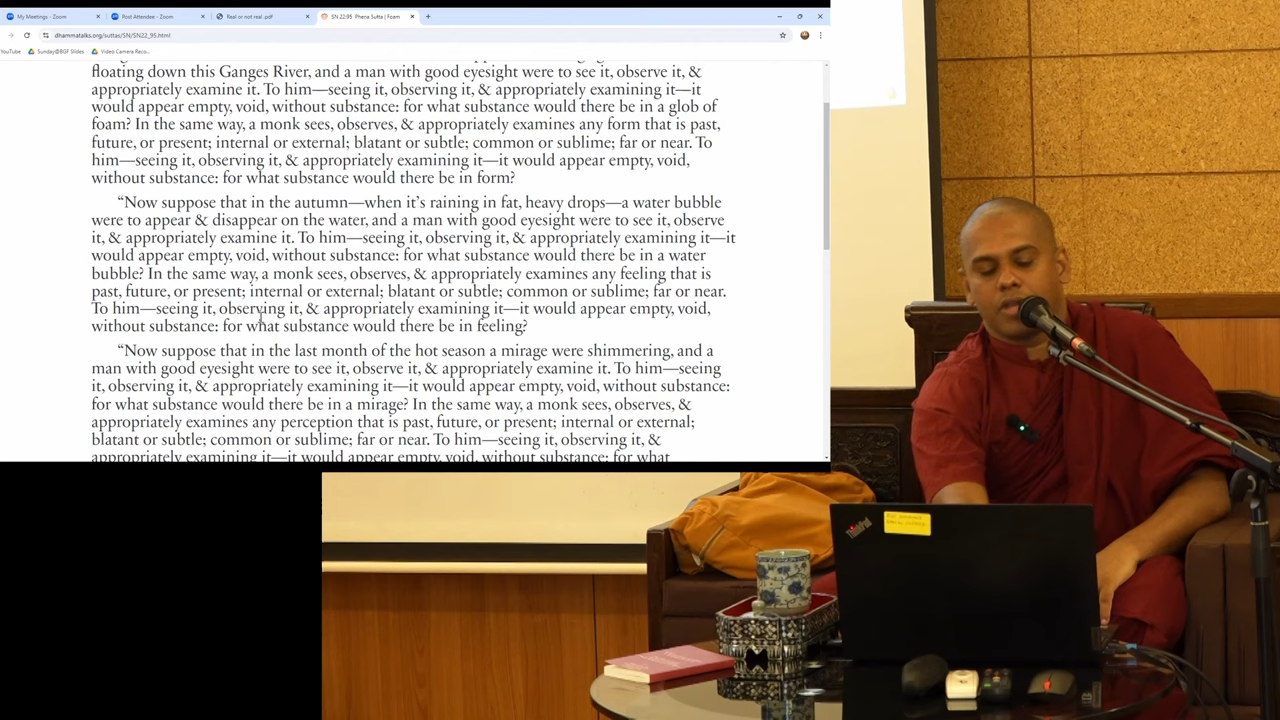 My Meetings - Zoom
Post Attendee - Zoom
Real or not real .pdf
SN 22:95 Pheṇa Sutta | Foam
dhammatalks.org/suttas/SN/SN22_95.html
YouTube
Sunday@BGF Slides
Video Camera Reco...
floating down this Ganges River, and a man with good eyesight were to see it, observe it, &
appropriately examine it. To him—seeing it, observing it, & appropriately examining it—it
would appear empty, void, without substance: for what substance would there be in a glob of
foam? In the same way, a monk sees, observes, & appropriately examines any form that is past,
future, or present; internal or external; blatant or subtle; common or sublime; far or near. To
him—seeing it, observing it, & appropriately examining it—it would appear empty, void,
without substance: for what substance would there be in form?
“Now suppose that in the autumn—when it’s raining in fat, heavy drops—a water bubble
were to appear & disappear on the water, and a man with good eyesight were to see it, observe
it, & appropriately examine it. To him—seeing it, observing it, & appropriately examining it—it
would appear empty, void, without substance: for what substance would there be in a water
bubble? In the same way, a monk sees, observes, & appropriately examines any feeling that is
past, future, or present; internal or external; blatant or subtle; common or sublime; far or near.
To him—seeing it, observing it, & appropriately examining it—it would appear empty, void,
without substance: for what substance would there be in feeling?
“Now suppose that in the last month of the hot season a mirage were shimmering, and a
man with good eyesight were to see it, observe it, & appropriately examine it. To him—seeing
it, observing it, & appropriately examining it—it would appear empty, void, without substance:
for what substance would there be in a mirage? In the same way, a monk sees, observes, &
appropriately examines any perception that is past, future, or present; internal or external;
blatant or subtle; common or sublime; far or near. To him—seeing it, observing it, &
appropriately examining it—it would appear empty, void, without substance: for what
ThinkPad